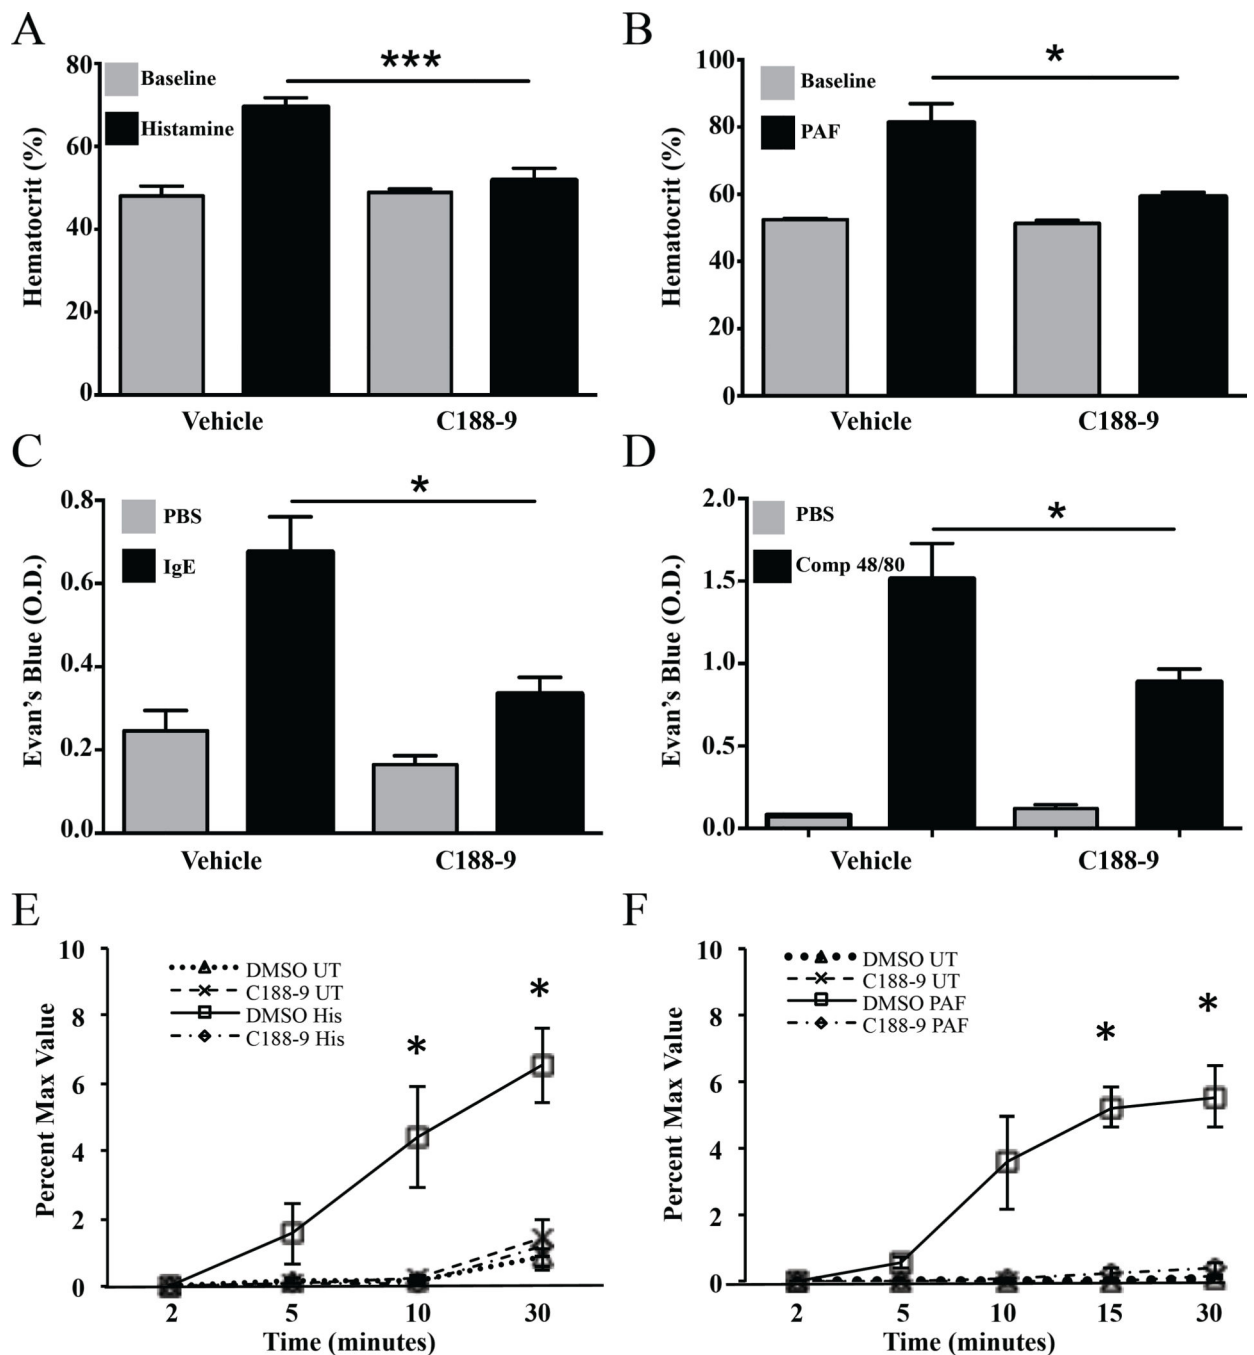 A
Hematocrit (%)
80
60
40
20
0
Baseline
Histamine
***
Vehicle
C188-9
B
Hematocrit (%)
100
80
60
40
20
0
Baseline
PAF
*
Vehicle
C188-9
C
Evan's Blue (O.D.)
0.8
0.6
0.4
0.2
0.0
PBS
IgE
*
Vehicle
C188-9
D
Evan's Blue (O.D.)
2.0
1.5
1.0
0.5
0.0
PBS
Comp 48/80
*
Vehicle
C188-9
E
Percent Max Value
10
8
6
4
2
0
DMSO UT
C188-9 UT
DMSO His
C188-9 His
*
*
2 5 10 30
Time (minutes)
F
Percent Max Value
10
8
6
4
2
0
DMSO UT
C188-9 UT
DMSO PAF
C188-9 PAF
*
*
2 5 10 15 30
Time (minutes)